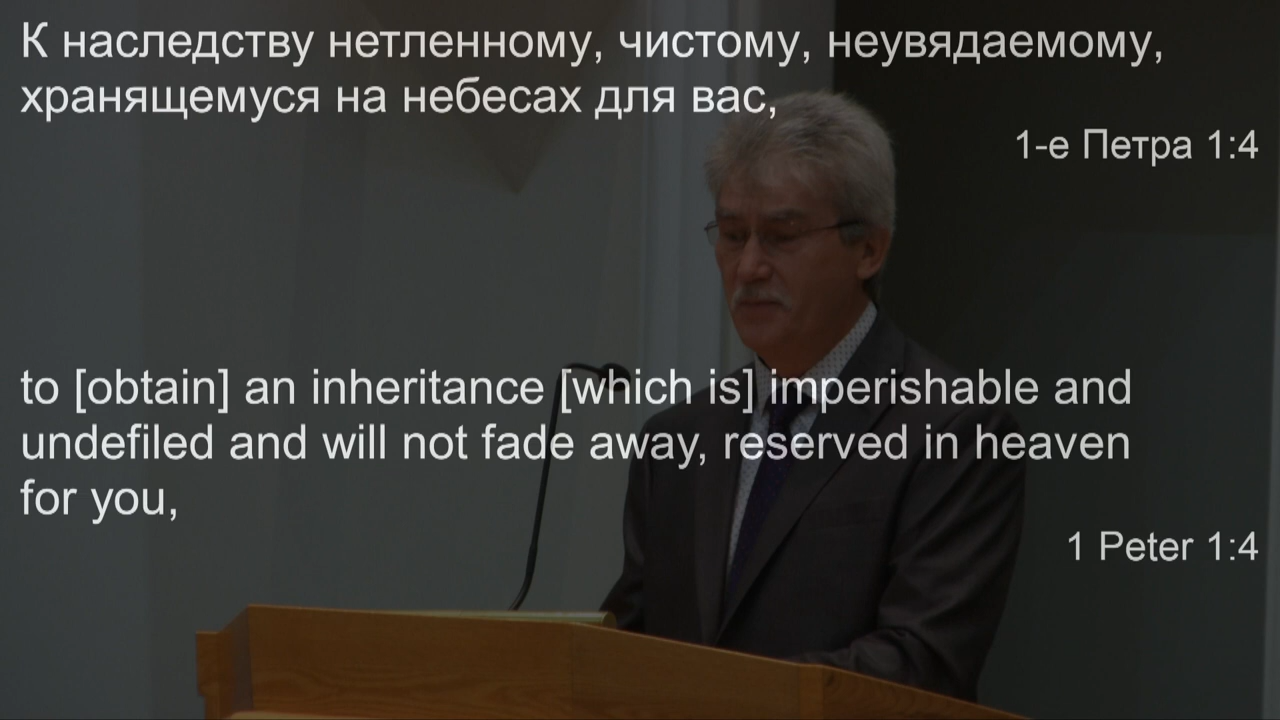 К наследству нетленному, чистому, неувядаемому,
хранящемуся на небесах для вас,
1-е Петра 1:4
to [obtain] an inheritance [which is] imperishable and
undefiled and will not fade away, reserved in heaven
for you,
1 Peter 1:4